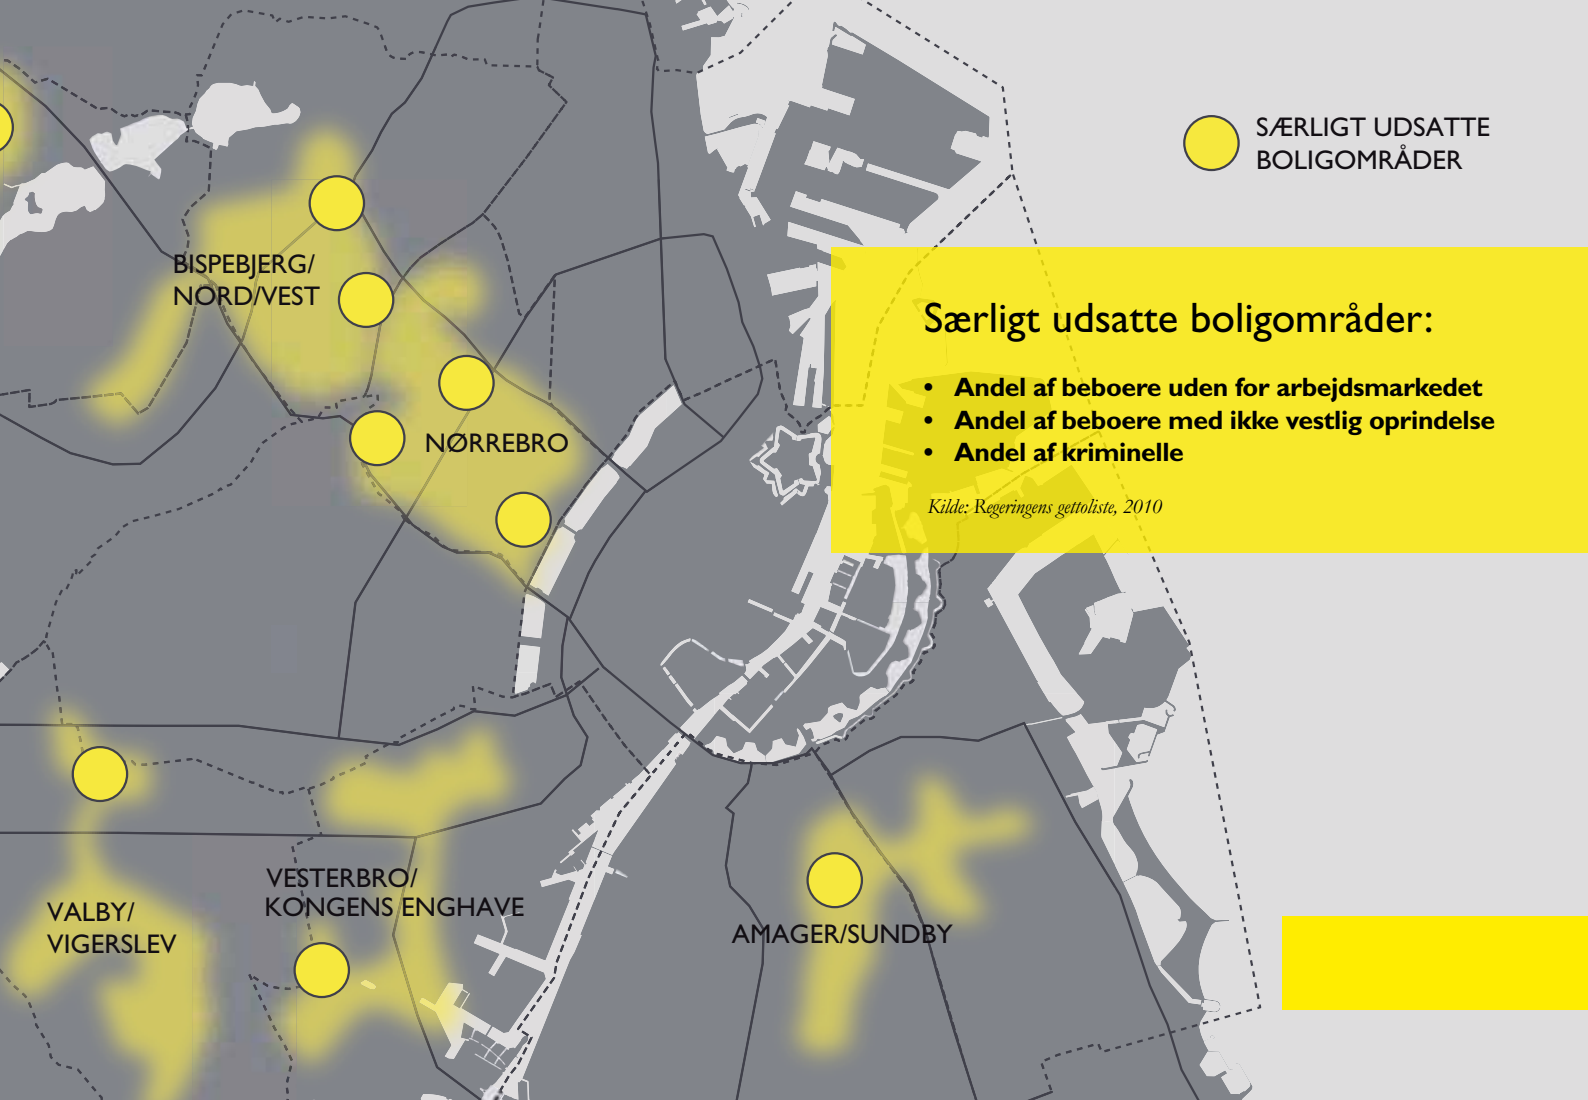 SÆRLIGT UDSATTE
BOLIGOMRÅDER
BISPEBJERG/
NORD/VEST
Særligt udsatte boligområder:
• Andel af beboere uden for arbejdsmarkedet
• Andel af beboere med ikke vestlig oprindelse
• Andel af kriminelle
Kilde: Regeringens gettoliste, 2010
NØRREBRO
VESTERBRO/
KONGENS ENGHAVE
VALBY/
VIGERSLEV
AMAGER/SUNDBY